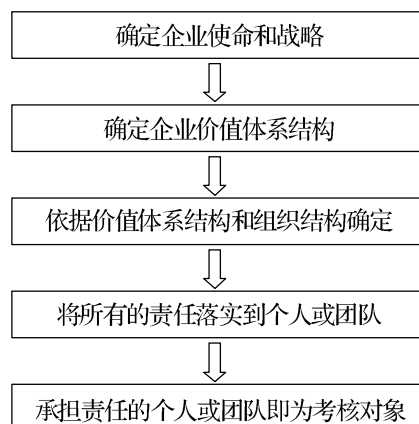 确定企业使命和战略
确定企业价值体系结构
依据价值体系结构和组织结构确定
将所有的责任落实到个人或团队
承担责任的个人或团队即为考核对象